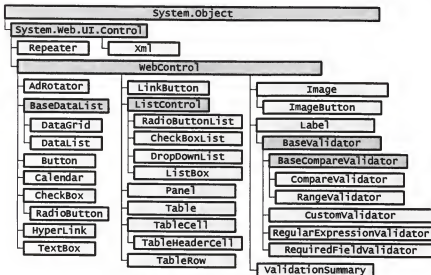 System.Object
System.Web.UI.Control
Repeater
Xml
WebControl
AdRotator
BaseDataList
DataGrid
DataList
Button
Calendar
CheckBox
RadioButton
HyperLink
TextBox
LinkButton
ListControl
RadioButtonList
CheckBoxList
DropDownList
ListBox
Panel
Table
TableCell
TableHeaderCell
TableRow
Image
ImageButton
Label
BaseValidator
BaseCompareValidator
CompareValidator
RangeValidator
CustomValidator
RegularExpressionValidator
RequiredFieldValidator
ValidationSummary